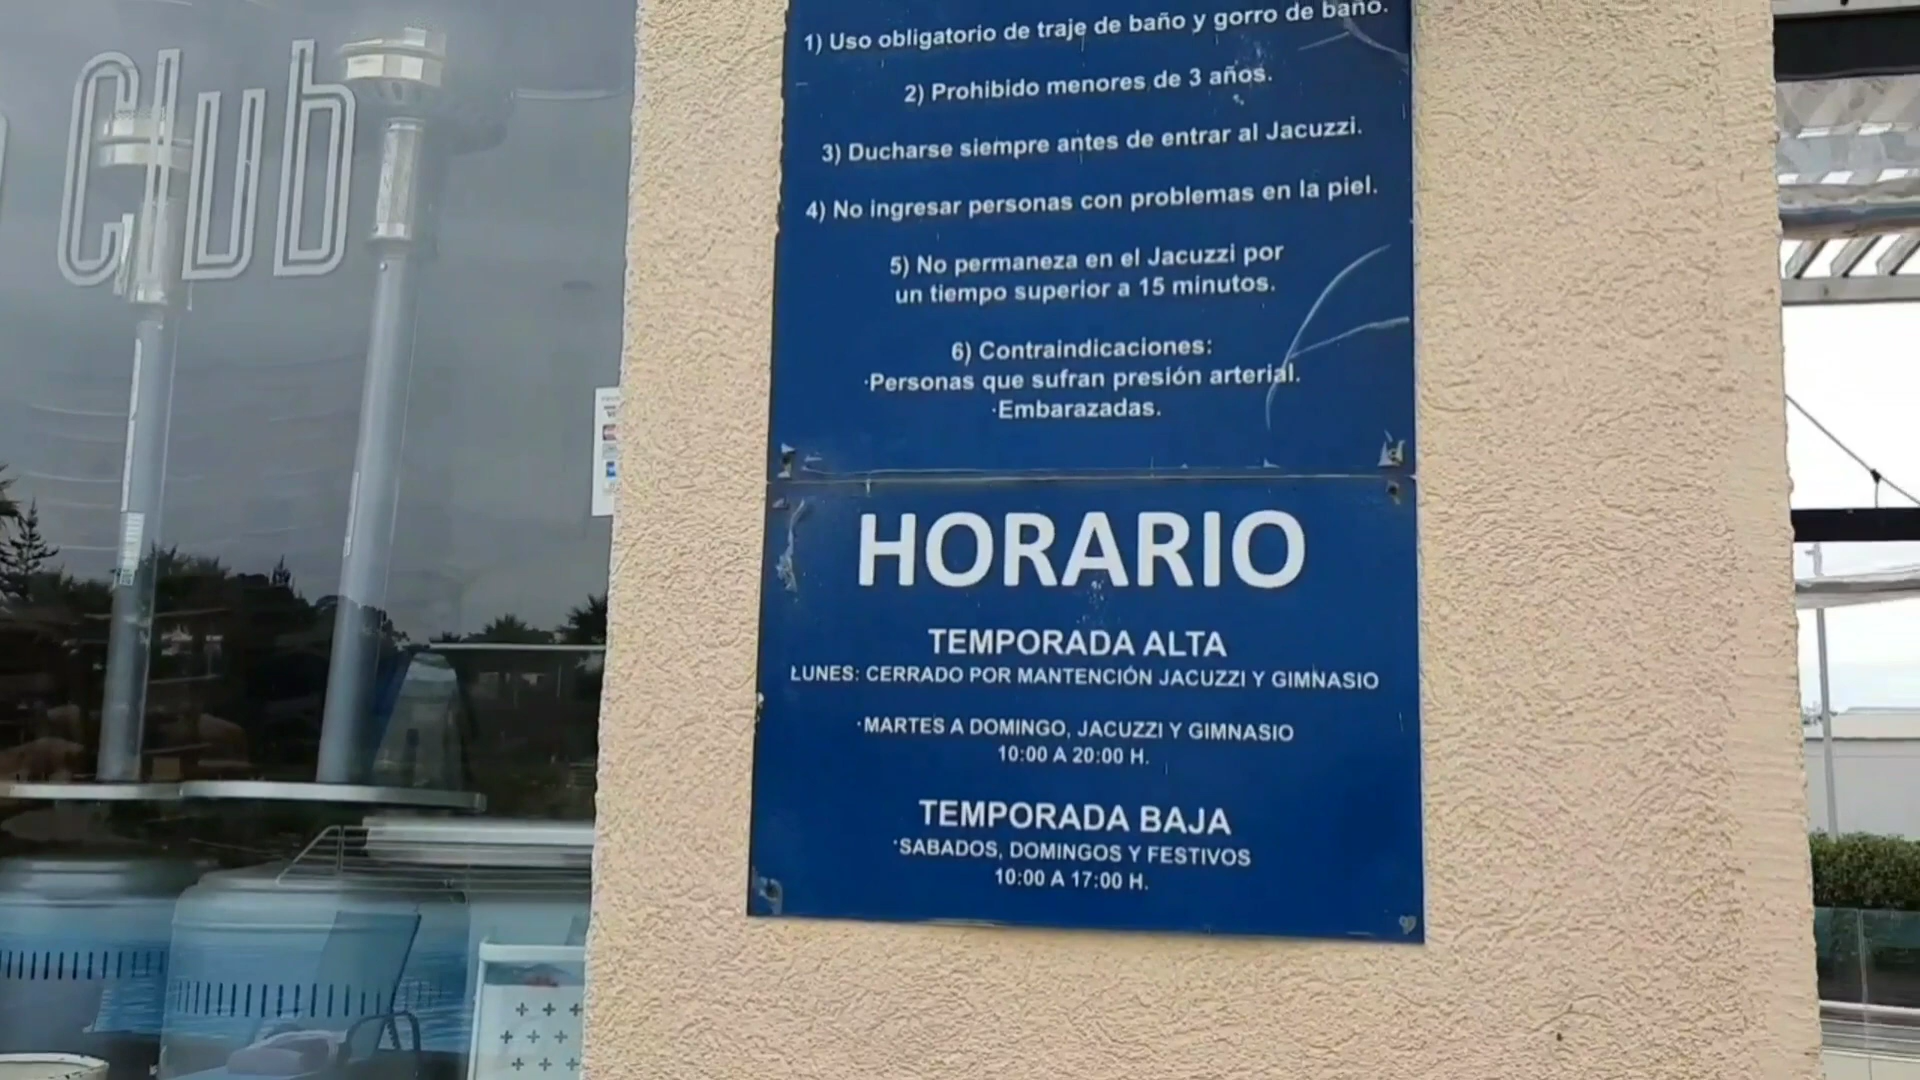 Club
1) Uso obligatorio de traje de baño y gorro de baño.
2) Prohibido menores de 3 años.
3) Ducharse siempre antes de entrar al Jacuzzi.
4) No ingresar personas con problemas en la piel.
5) No permaneza en el Jacuzzi por
un tiempo superior a 15 minutos.
6) Contraindicaciones:
·Personas que sufran presión arterial.
·Embarazadas.
HORARIO
TEMPORADA ALTA
LUNES: CERRADO POR MANTENCIÓN JACUZZI Y GIMNASIO
·MARTES A DOMINGO, JACUZZI Y GIMNASIO
10:00 A 20:00 H.
TEMPORADA BAJA
·SABADOS, DOMINGOS Y FESTIVOS
10:00 A 17:00 H.